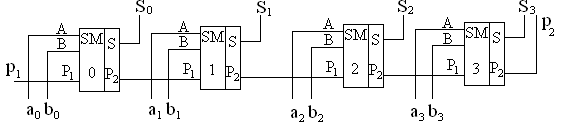 S0 S1 S2 S3
p2
A SM S A SM S A SM S A SM S
B B B B
p1 P1 0 P2 P1 1 P2 P1 2 P2 P1 3 P2
a0 b0 a1 b1 a2 b2 a3 b3